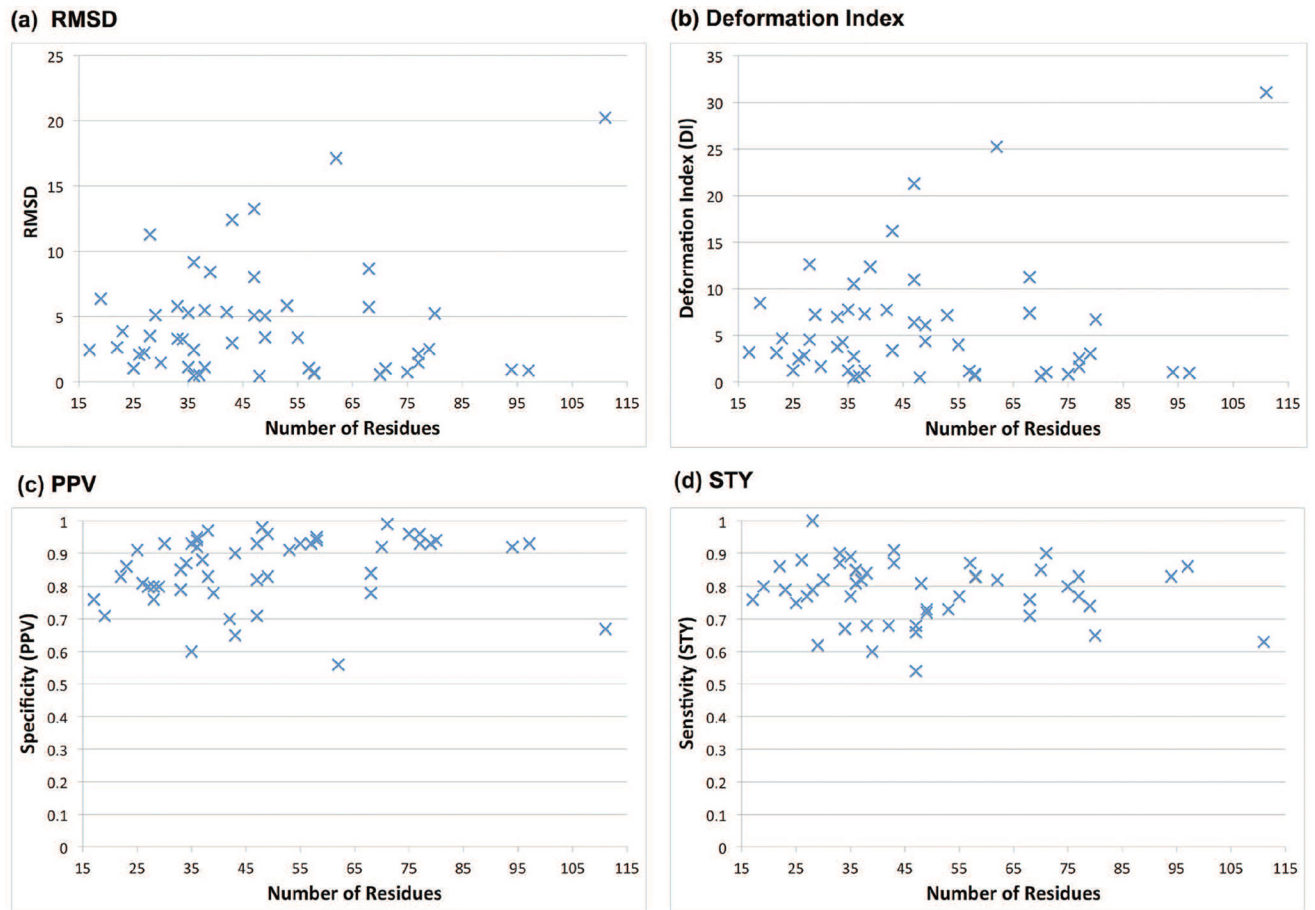 (a) RMSD
(b) Deformation Index
25
20
15
10
5
0
RMSD
15 25 35 45 55 65 75 85 95 105 115
Number of Residues
35
30
25
20
15
10
5
0
Deformation Index (DI)
15 25 35 45 55 65 75 85 95 105 115
Number of Residues
(c) PPV
(d) STY
1
0.9
0.8
0.7
0.6
0.5
0.4
0.3
0.2
0.1
0
Specificity (PPV)
15 25 35 45 55 65 75 85 95 105 115
Number of Residues
1
0.9
0.8
0.7
0.6
0.5
0.4
0.3
0.2
0.1
0
Senstivity (STY)
15 25 35 45 55 65 75 85 95 105 115
Number of Residues